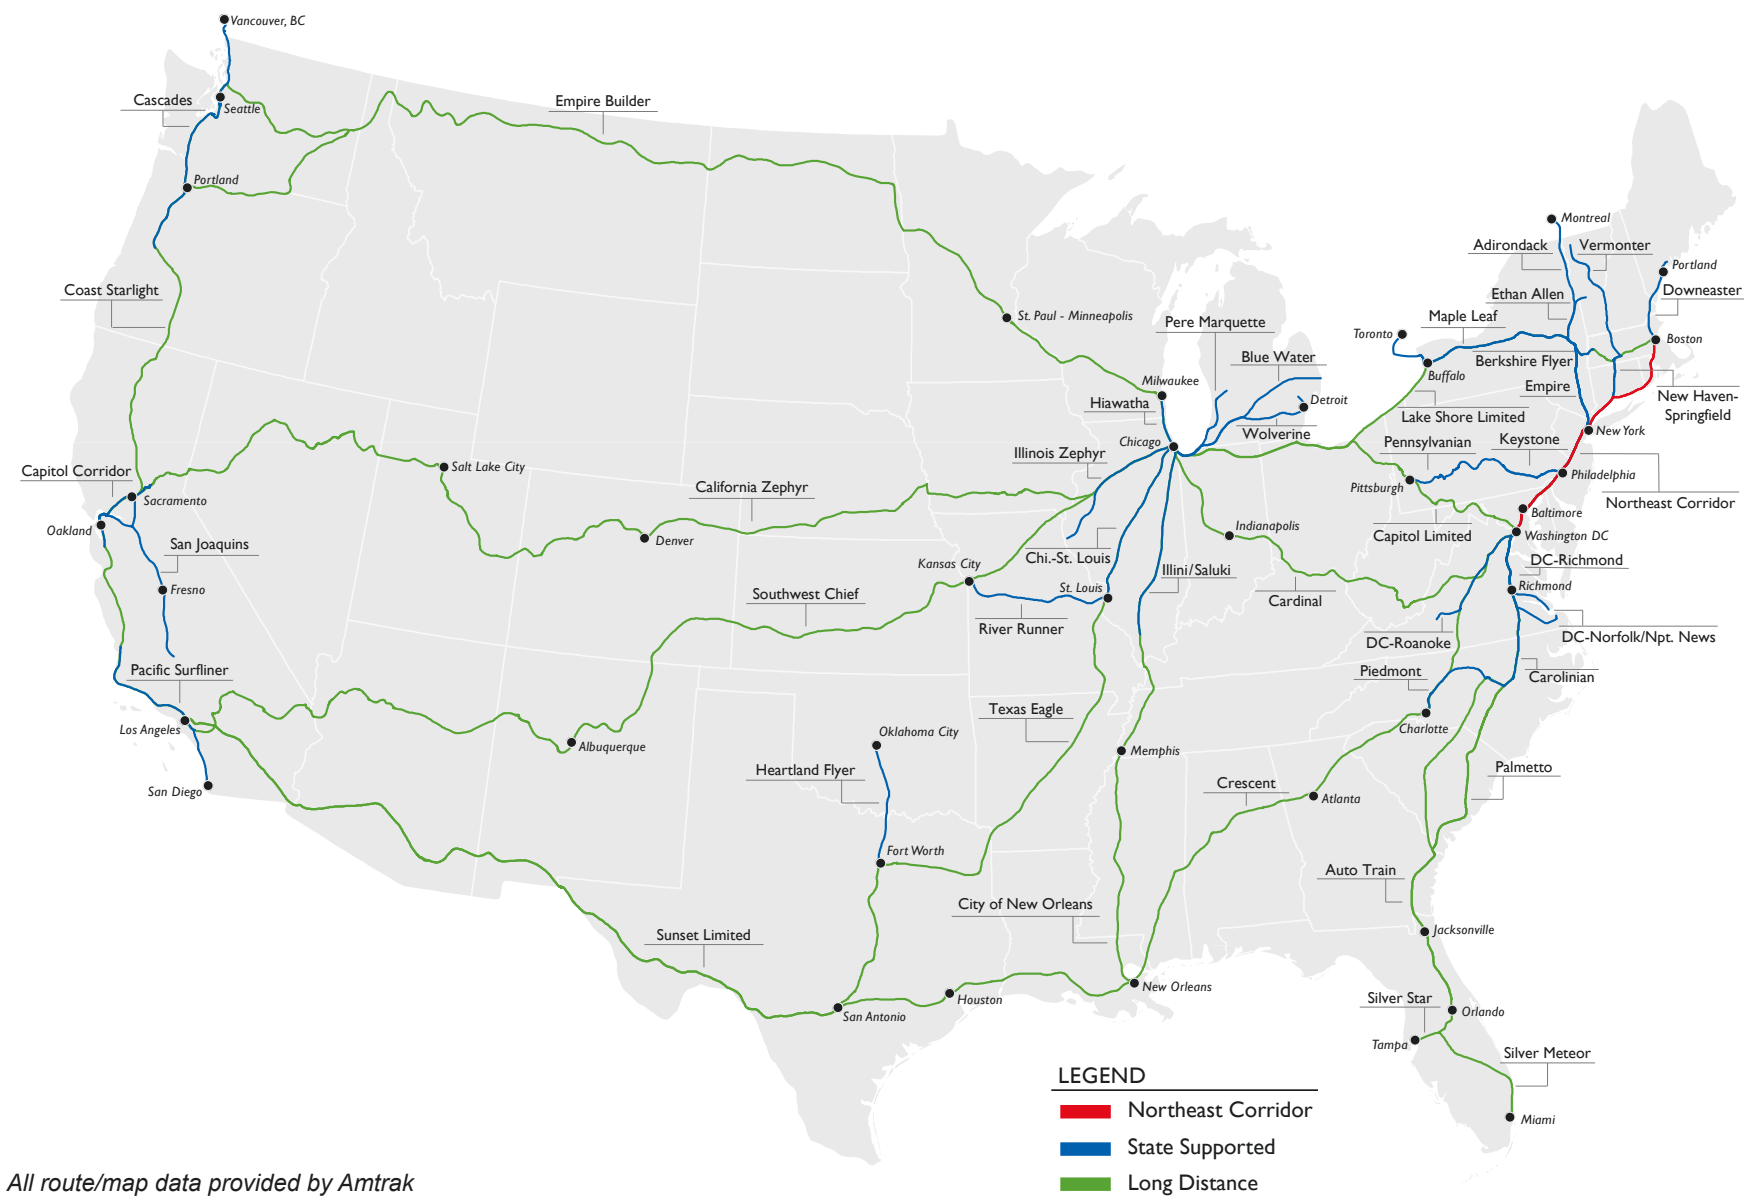 Vancouver, BC
Cascades
Seattle
Empire Builder
Portland
Coast Starlight
St. Paul - Minneapolis
Montreal
Adirondack
Vermonter
Portland
Ethan Allen
Downeaster
Maple Leaf
Pere Marquette
Toronto
Boston
Blue Water
Berkshire Flyer
Buffalo
Milwaukee
Empire
New Haven-
Springfield
Hiawatha
Detroit
Lake Shore Limited
Wolverine
New York
Chicago
Pennsylvanian
Keystone
Illinois Zephyr
Capitol Corridor
Salt Lake City
Philadelphia
Pittsburgh
California Zephyr
Sacramento
Northeast Corridor
Baltimore
Oakland
Indianapolis
Capitol Limited
Washington DC
San Joaquins
Denver
Chi.-St. Louis
DC-Richmond
Kansas City
Illini/Saluki
Fresno
St. Louis
Richmond
Southwest Chief
Cardinal
River Runner
DC-Norfolk/Npt. News
DC-Roanoke
Pacific Surfliner
Piedmont
Carolinian
Texas Eagle
Los Angeles
Oklahoma City
Charlotte
Albuquerque
Memphis
Heartland Flyer
Palmetto
Crescent
San Diego
Atlanta
Fort Worth
Auto Train
City of New Orleans
Sunset Limited
Jacksonville
New Orleans
Houston
Silver Star
San Antonio
Orlando
Tampa
Silver Meteor
Miami
LEGEND
Northeast Corridor
State Supported
Long Distance
All route/map data provided by Amtrak